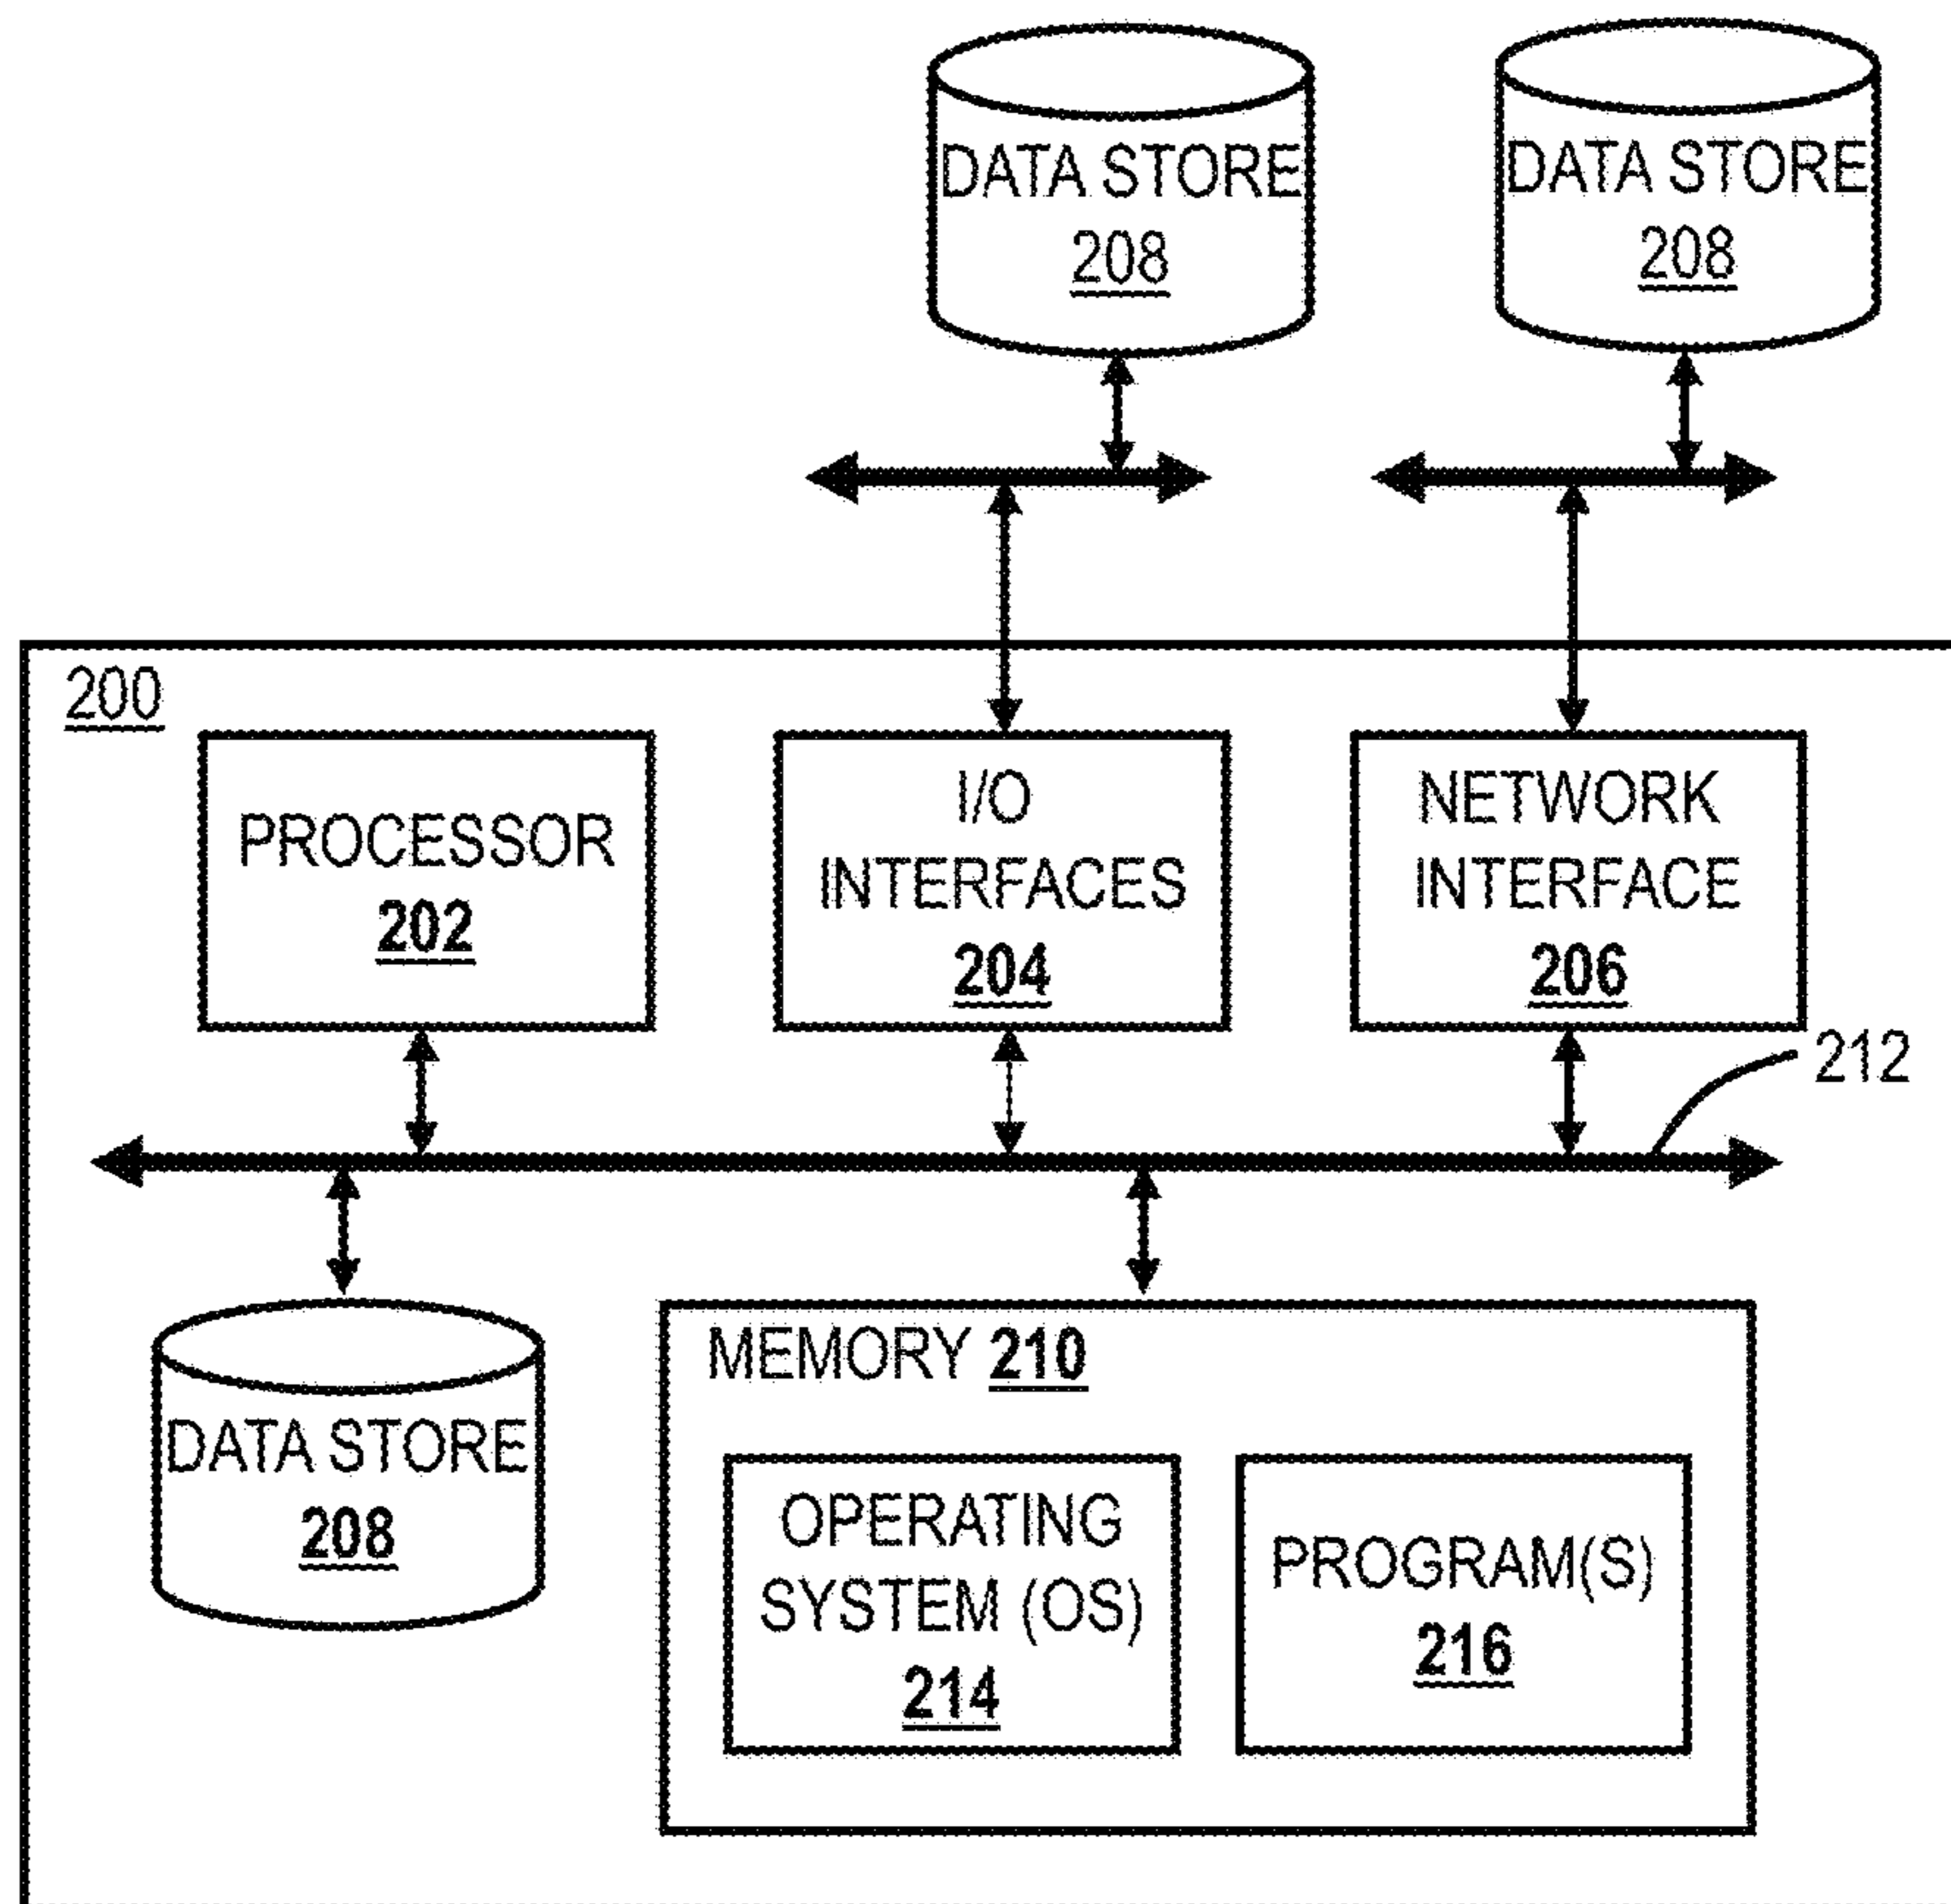 DATA STORE
208
DATA STORE
208
200
PROCESSOR
202
I/O
INTERFACES
204
NETWORK
INTERFACE
206
212
DATA STORE
208
MEMORY 210
OPERATING
SYSTEM (OS)
214
PROGRAM(S)
216